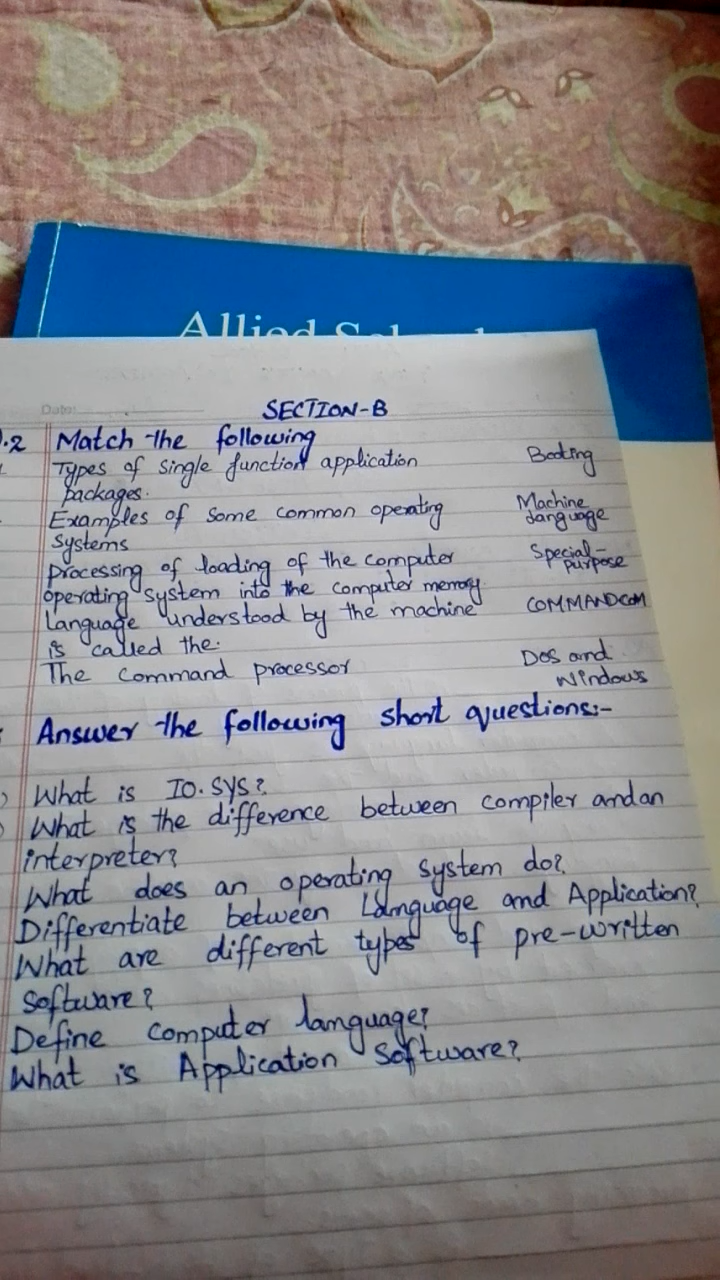 Allied
Date:
SECTION-B
.2 Match the following
Types of single function application Booting
packages.
Examples of some common operating Machine
Systems language
Processing of loading of the computer Special-
purpose
operating system into the computer memory
Language understood by the machine COMMANDCOM
is called the.
The command processor Dos and
Windows
Answer the following short questions:-
What is IO.SYS?
What is the difference between compiler and an
interpreter?
What does an operating system do?
Differentiate between Language and Application?
What are different types of pre-written
Software?
Define computer language?
What is Application Software?